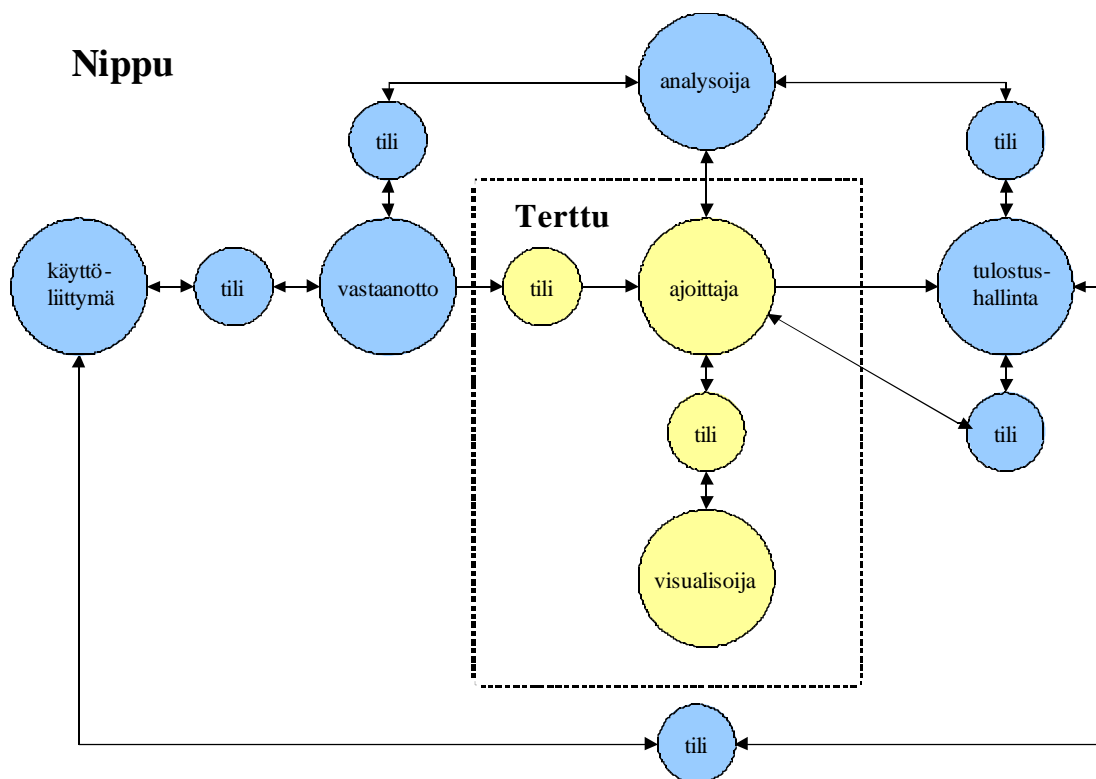 Nippu
analysoija
tili
tili
Terttu
käyttö-
liittymä
tili
vastaanotto
tili
ajoittaja
tulostus-
hallinta
tili
tili
visualisoija
tili